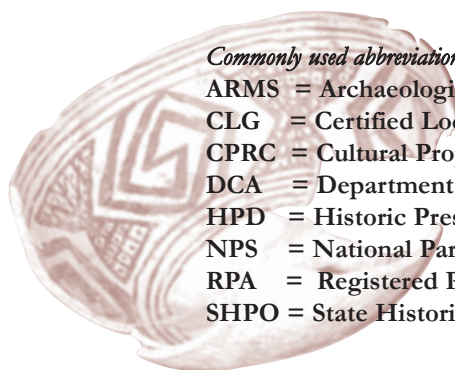 Commonly used abbreviation
ARMS = Archaeologi
CLG = Certified Loc
CPRC = Cultural Pro
DCA = Department
HPD = Historic Pres
NPS = National Par
RPA = Registered P
SHPO = State Histori